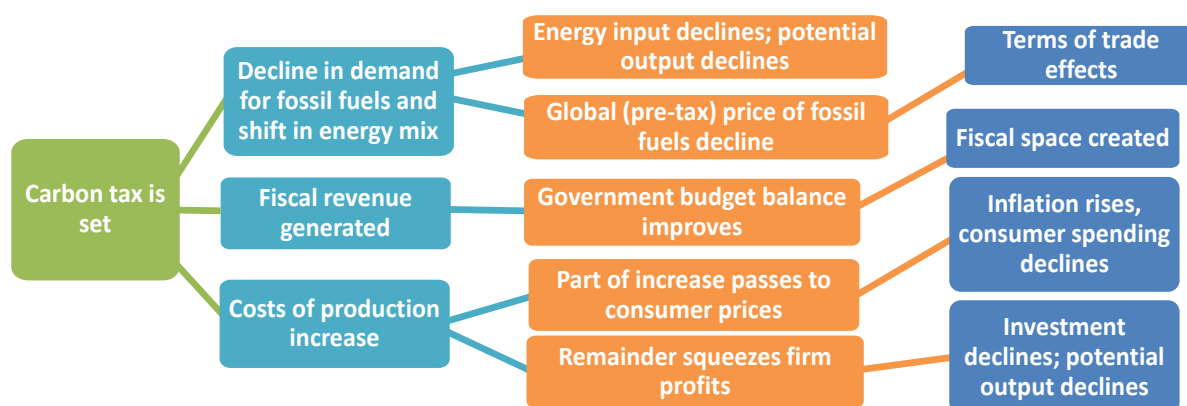 Carbon tax is
set
Decline in demand
for fossil fuels and
shift in energy mix
Fiscal revenue
generated
Costs of production
increase
Energy input declines; potential
output declines
Global (pre-tax) price of fossil
fuels decline
Government budget balance
improves
Part of increase passes to
consumer prices
Remainder squeezes firm
profits
Terms of trade
effects
Fiscal space created
Inflation rises,
consumer spending
declines
Investment
declines; potential
output declines